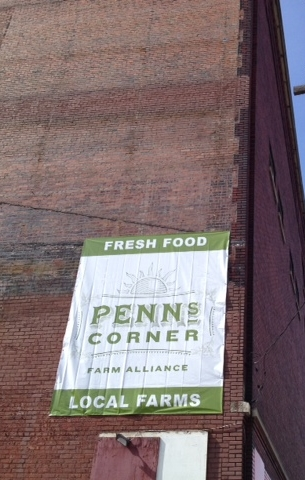 FRESH FOOD
PENNS
CORNER
FARM ALLIANCE
LOCAL FARMS